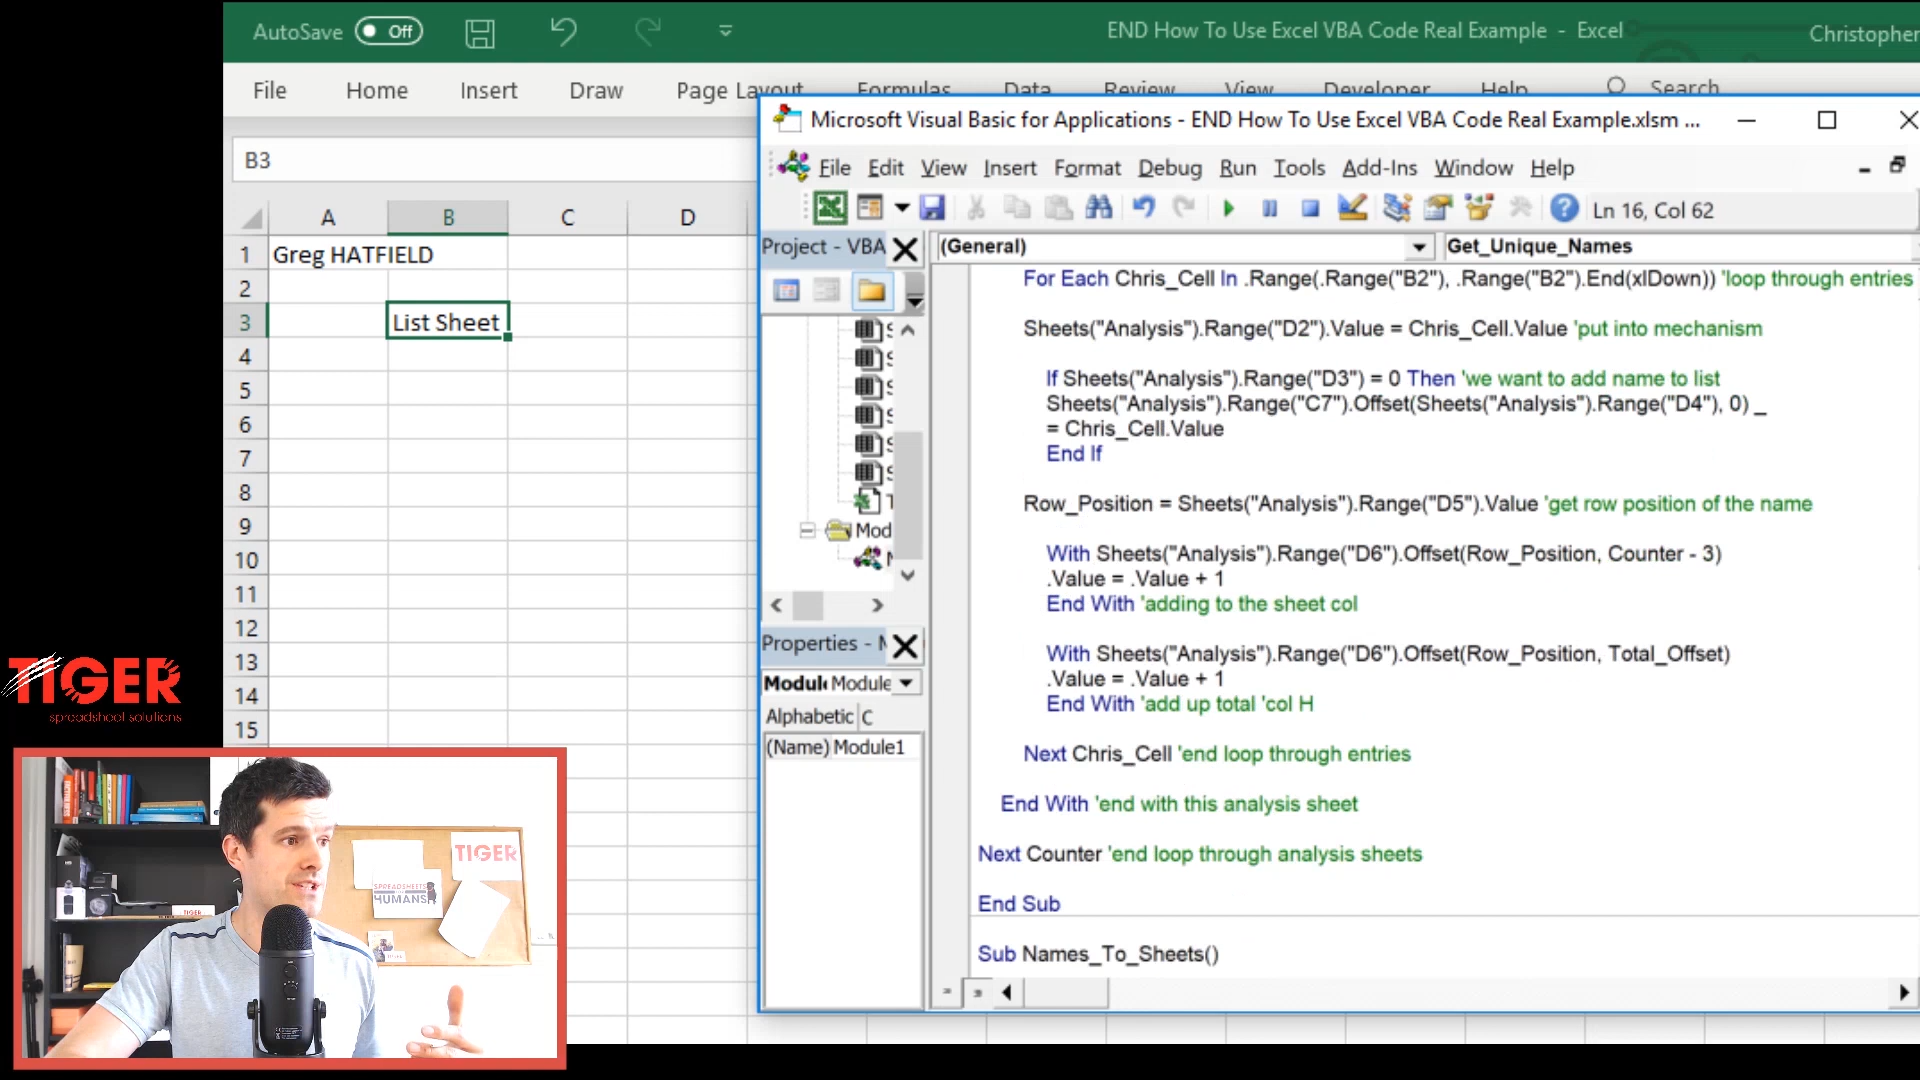 AutoSave Off
END How To Use Excel VBA Code Real Example - Excel
Christopher
File Home Insert Draw Page Layout Formulas Data Review View Developer Help Search
B3
A B C D
1 Greg HATFIELD
2
3 List Sheet
4
5
6
7
8
9
10
11
12
13
14
15
Microsoft Visual Basic for Applications - END How To Use Excel VBA Code Real Example.xlsm ...
File Edit View Insert Format Debug Run Tools Add-Ins Window Help
Ln 16, Col 62
Project - VBA
Mod
Properties -
Module
Alphabetic C
(Name) Module1
(General) Get_Unique_Names
For Each Chris_Cell In .Range(.Range("B2"), .Range("B2").End(xlDown)) 'loop through entries
Sheets("Analysis").Range("D2").Value = Chris_Cell.Value 'put into mechanism
If Sheets("Analysis").Range("D3") = 0 Then 'we want to add name to list
Sheets("Analysis").Range("C7").Offset(Sheets("Analysis").Range("D4"), 0) _
= Chris_Cell.Value
End If
Row_Position = Sheets("Analysis").Range("D5").Value 'get row position of the name
With Sheets("Analysis").Range("D6").Offset(Row_Position, Counter - 3)
.Value = .Value + 1
End With 'adding to the sheet col
With Sheets("Analysis").Range("D6").Offset(Row_Position, Total_Offset)
.Value = .Value + 1
End With 'add up total 'col H
Next Chris_Cell 'end loop through entries
End With 'end with this analysis sheet
Next Counter 'end loop through analysis sheets
End Sub
Sub Names_To_Sheets()
TIGER
spreadsheet solutions
TIGER
SPREADSHEETS
HUMANS
TIGER